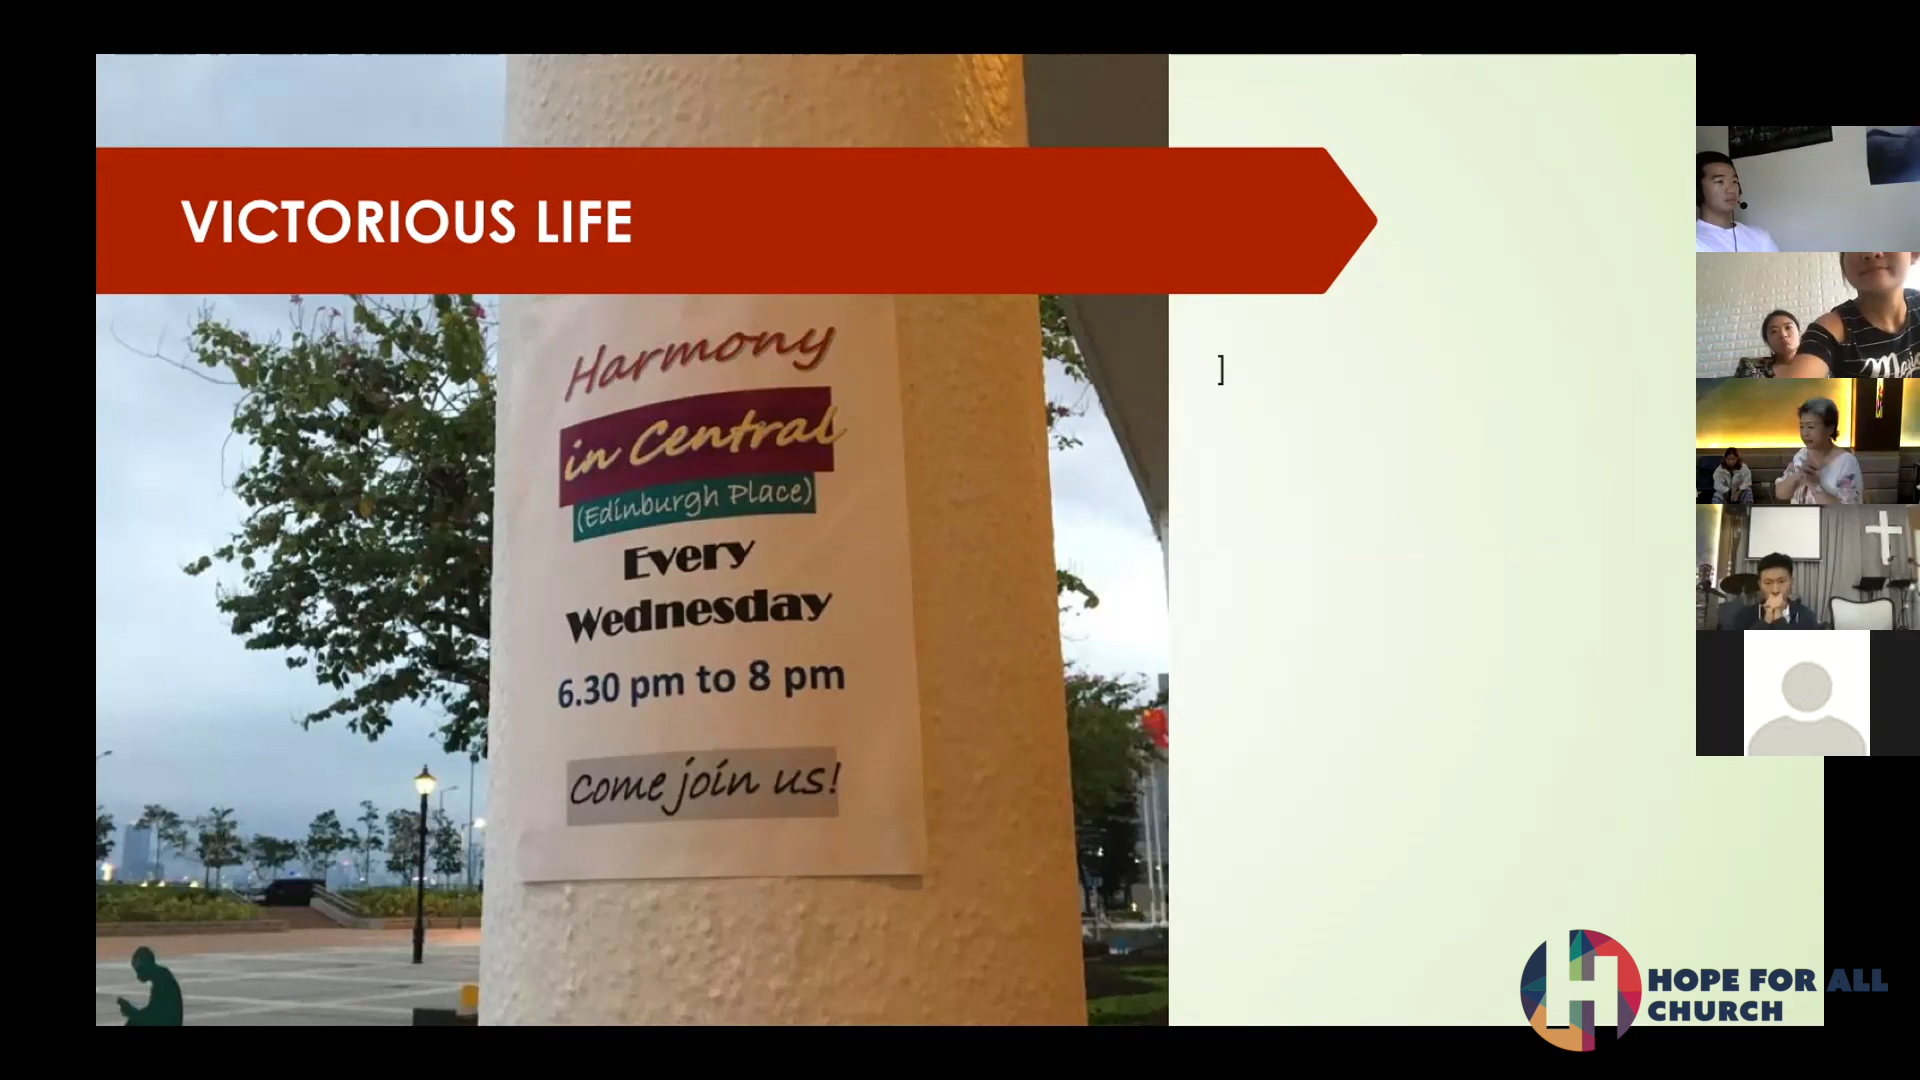 VICTORIOUS LIFE
Harmony
in Central
(Edinburgh Place)
Every
Wednesday
6.30 pm to 8 pm
Come join us!
]
HOPE FOR ALL
CHURCH